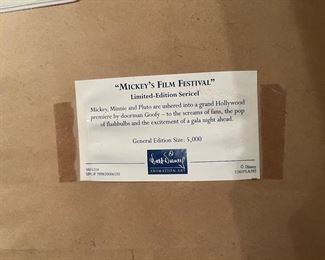 "MICKEY'S FILM FESTIVAL"
Limited-Edition Sericel
Mickey, Minnie and Pluto are ushered into a grand Hollywood
premiere by doorman Goofy – to the screams of fans, the pop
of flashbulbs and the excitement of a gala night ahead.
General Edition Size: 5,000
Walt Disney
ANIMATION ART
© Disney